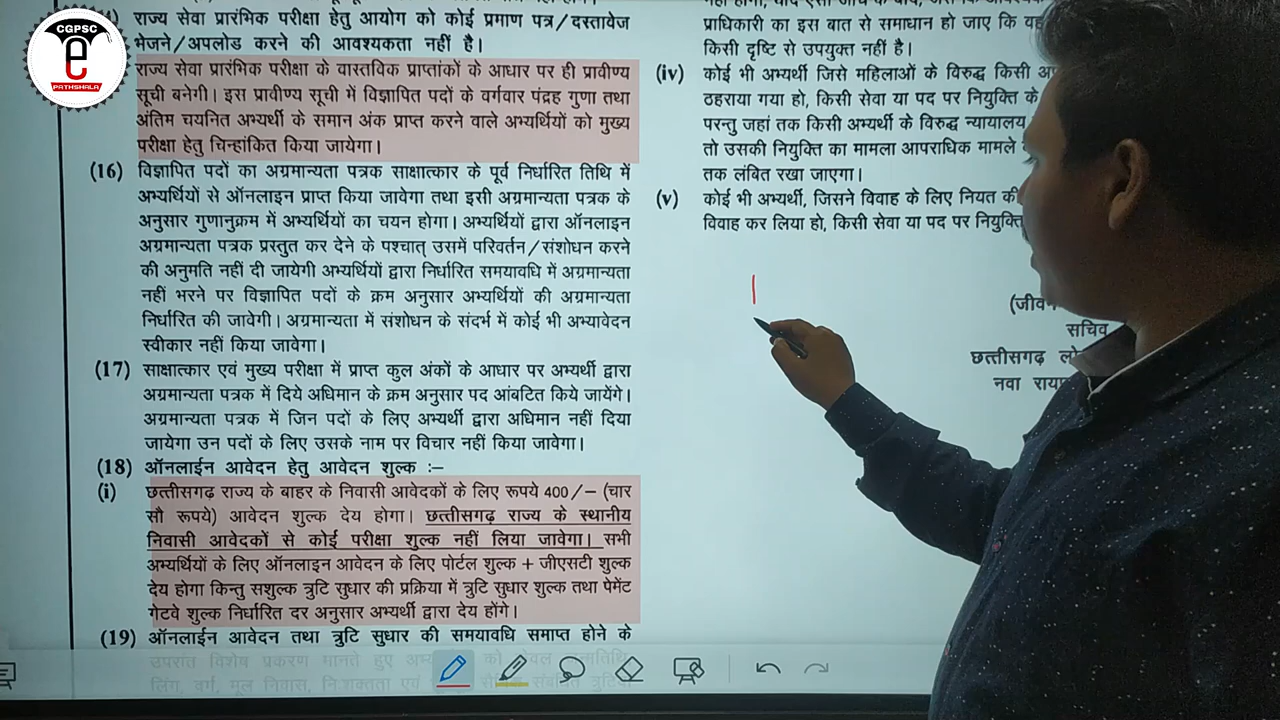 CGPSC
e
PATHSHALA
राज्य सेवा प्रारंभिक परीक्षा हेतु आयोग को कोई प्रमाण पत्र/दस्तावेज
भेजने/अपलोड करने की आवश्यकता नहीं है।
राज्य सेवा प्रारंभिक परीक्षा के वास्तविक प्राप्तांकों के आधार पर ही प्रावीण्य
सूची बनेगी। इस प्रावीण्य सूची में विज्ञापित पदों के वर्गवार पंद्रह गुणा तथा
अंतिम चयनित अभ्यर्थी के समान अंक प्राप्त करने वाले अभ्यर्थियों को मुख्य
परीक्षा हेतु चिन्हांकित किया जायेगा।
(16) विज्ञापित पदों का अग्रमान्यता पत्रक साक्षात्कार के पूर्व निर्धारित तिथि में
अभ्यर्थियों से ऑनलाइन प्राप्त किया जावेगा तथा इसी अग्रमान्यता पत्रक के
अनुसार गुणानुक्रम में अभ्यर्थियों का चयन होगा। अभ्यर्थियों द्वारा ऑनलाइन
अग्रमान्यता पत्रक प्रस्तुत कर देने के पश्चात् उसमें परिवर्तन/संशोधन करने
की अनुमति नहीं दी जायेगी अभ्यर्थियों द्वारा निर्धारित समयावधि में अग्रमान्यता
नहीं भरने पर विज्ञापित पदों के क्रम अनुसार अभ्यर्थियों की अग्रमान्यता
निर्धारित की जावेगी। अग्रमान्यता में संशोधन के संदर्भ में कोई भी अभ्यावेदन
स्वीकार नहीं किया जावेगा।
(17) साक्षात्कार एवं मुख्य परीक्षा में प्राप्त कुल अंकों के आधार पर अभ्यर्थी द्वारा
अग्रमान्यता पत्रक में दिये अधिमान के क्रम अनुसार पद आंबटित किये जायेंगे।
अग्रमान्यता पत्रक में जिन पदों के लिए अभ्यर्थी द्वारा अधिमान नहीं दिया
जायेगा उन पदों के लिए उसके नाम पर विचार नहीं किया जावेगा।
(18) ऑनलाईन आवेदन हेतु आवेदन शुल्क :–
(i) छत्तीसगढ़ राज्य के बाहर के निवासी आवेदकों के लिए रूपये 400/– (चार
सौ रूपये) आवेदन शुल्क देय होगा। छत्तीसगढ़ राज्य के स्थानीय
निवासी आवेदकों से कोई परीक्षा शुल्क नहीं लिया जावेगा। सभी
अभ्यर्थियों के लिए ऑनलाइन आवेदन के लिए पोर्टल शुल्क + जीएसटी शुल्क
देय होगा किन्तु सशुल्क त्रुटि सुधार की प्रक्रिया में त्रुटि सुधार शुल्क तथा पेमेंट
गेटवे शुल्क निर्धारित दर अनुसार अभ्यर्थी द्वारा देय होंगे।
(19) ऑनलाईन आवेदन तथा त्रुटि सुधार की समयावधि समाप्त होने के
उपरांत विशेष प्रकरण मानते हुए को केवल
लिंग, वर्ग, मूल निवास, निःशक्तता एवं
प्राधिकारी का इस बात से समाधान हो जाए कि वह
किसी दृष्टि से उपयुक्त नहीं है।
(iv) कोई भी अभ्यर्थी जिसे महिलाओं के विरुद्ध किसी
ठहराया गया हो, किसी सेवा या पद पर नियुक्ति के
परन्तु जहां तक किसी अभ्यर्थी के विरुद्ध न्यायालय
तो उसकी नियुक्ति का मामला आपराधिक मामले
तक लंबित रखा जाएगा।
(v) कोई भी अभ्यर्थी, जिसने विवाह के लिए नियत की
विवाह कर लिया हो, किसी सेवा या पद पर नियुक्ति
(जीवन
सचिव
छत्तीसगढ़ लो
नवा राय